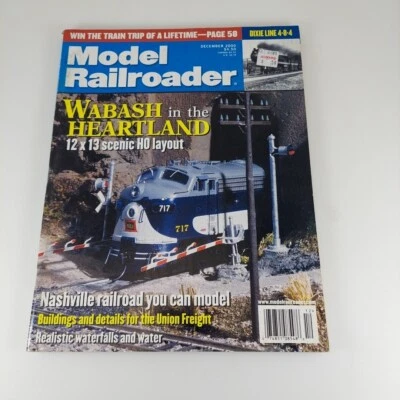 WIN THE TRAIN TRIP OF A LIFETIME—PAGE 50
DIXIE LINE 4-8-4
Model
Railroader
WABASH in the
HEARTLAND
12 x 13 scenic HO layout
717
717
Nashville railroad you can model
Buildings and details for the Union Freight
Realistic waterfalls and water